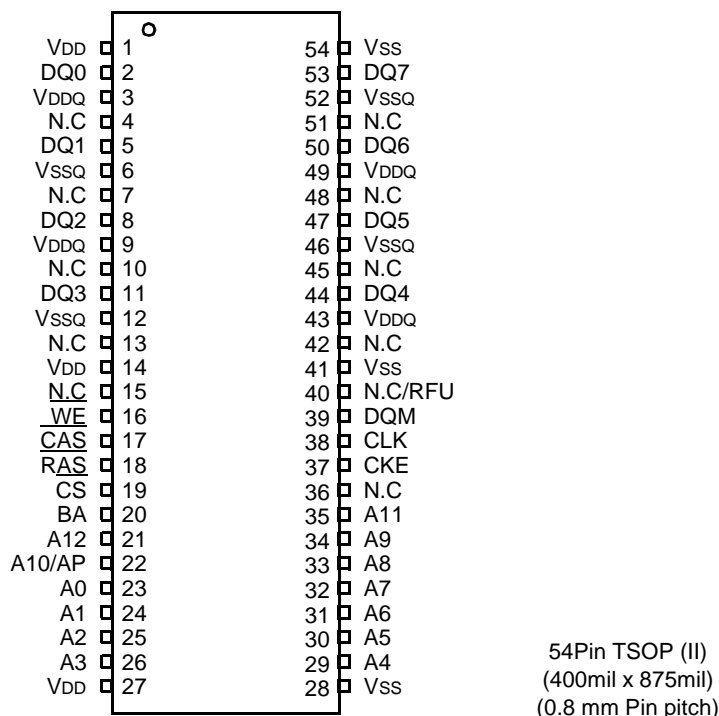 VDD 1 54 VSS
DQ0 2 53 DQ7
VDDQ 3 52 VSSQ
N.C 4 51 N.C
DQ1 5 50 DQ6
VSSQ 6 49 VDDQ
N.C 7 48 N.C
DQ2 8 47 DQ5
VDDQ 9 46 VSSQ
N.C 10 45 N.C
DQ3 11 44 DQ4
VSSQ 12 43 VDDQ
N.C 13 42 N.C
VDD 14 41 VSS
N.C 15 40 N.C/RFU
WE 16 39 DQM
CAS 17 38 CLK
RAS 18 37 CKE
CS 19 36 N.C
BA 20 35 A11
A12 21 34 A9
A10/AP 22 33 A8
A0 23 32 A7
A1 24 31 A6
A2 25 30 A5
A3 26 29 A4
VDD 27 28 VSS
54Pin TSOP (II)
(400mil x 875mil)
(0.8 mm Pin pitch)